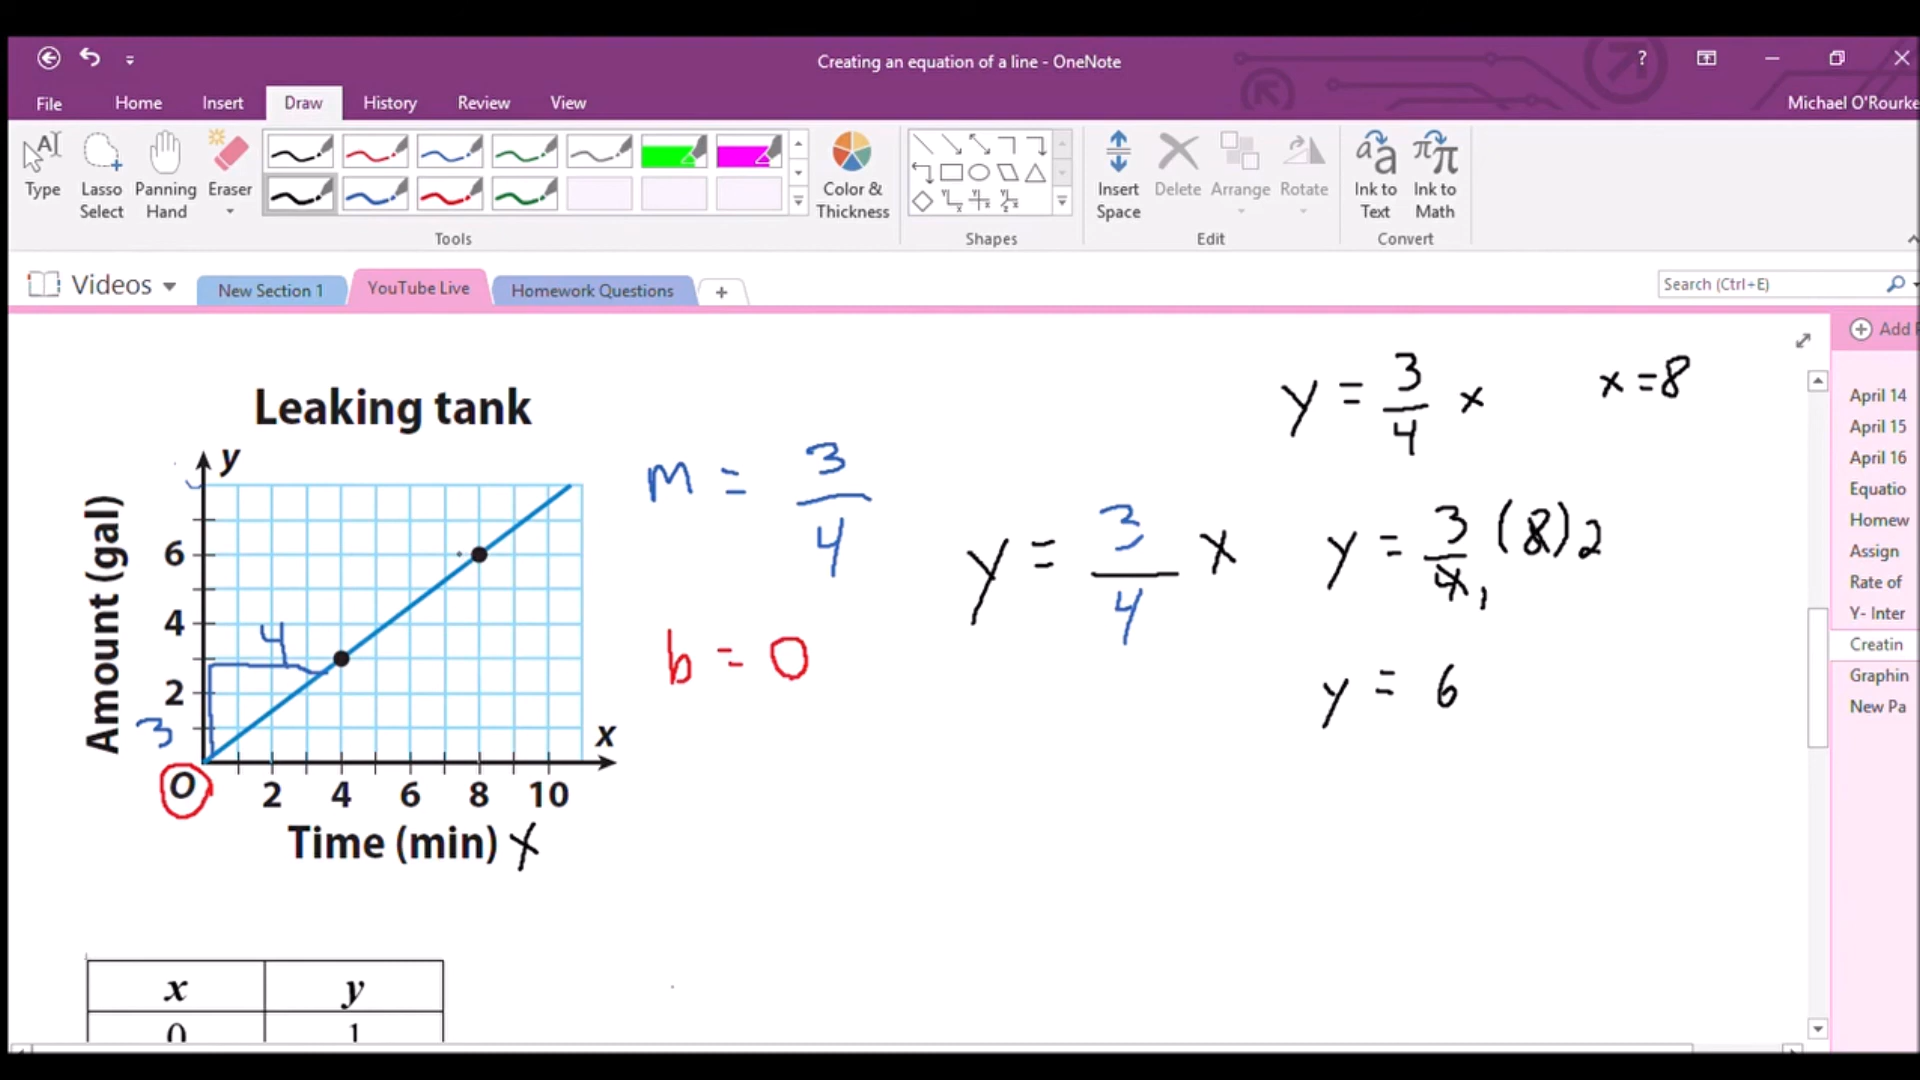 Creating an equation of a line - OneNote
?
File Home Insert Draw History Review View
Michael O'Rourke
Type
Lasso Select
Panning Hand
Eraser
Color & Thickness
Insert Space
Delete
Arrange
Rotate
Ink to Text
Ink to Math
Tools
Shapes
Edit
Convert
Videos
New Section 1
YouTube Live
Homework Questions
+
Search (Ctrl+E)
Add
April 14
April 15
April 16
Equatio
Homew
Assign
Rate of
Y- Inter
Creatin
Graphin
New Pa
Leaking tank
y
Amount (gal)
6
4
2
4
3
O
2 4 6 8 10
x
Time (min) x
m = 3/4
b = 0
y = 3/4 x
y = 3/4 x x = 8
y = 3/4 1 (8) 2
y = 6
x y
0 1